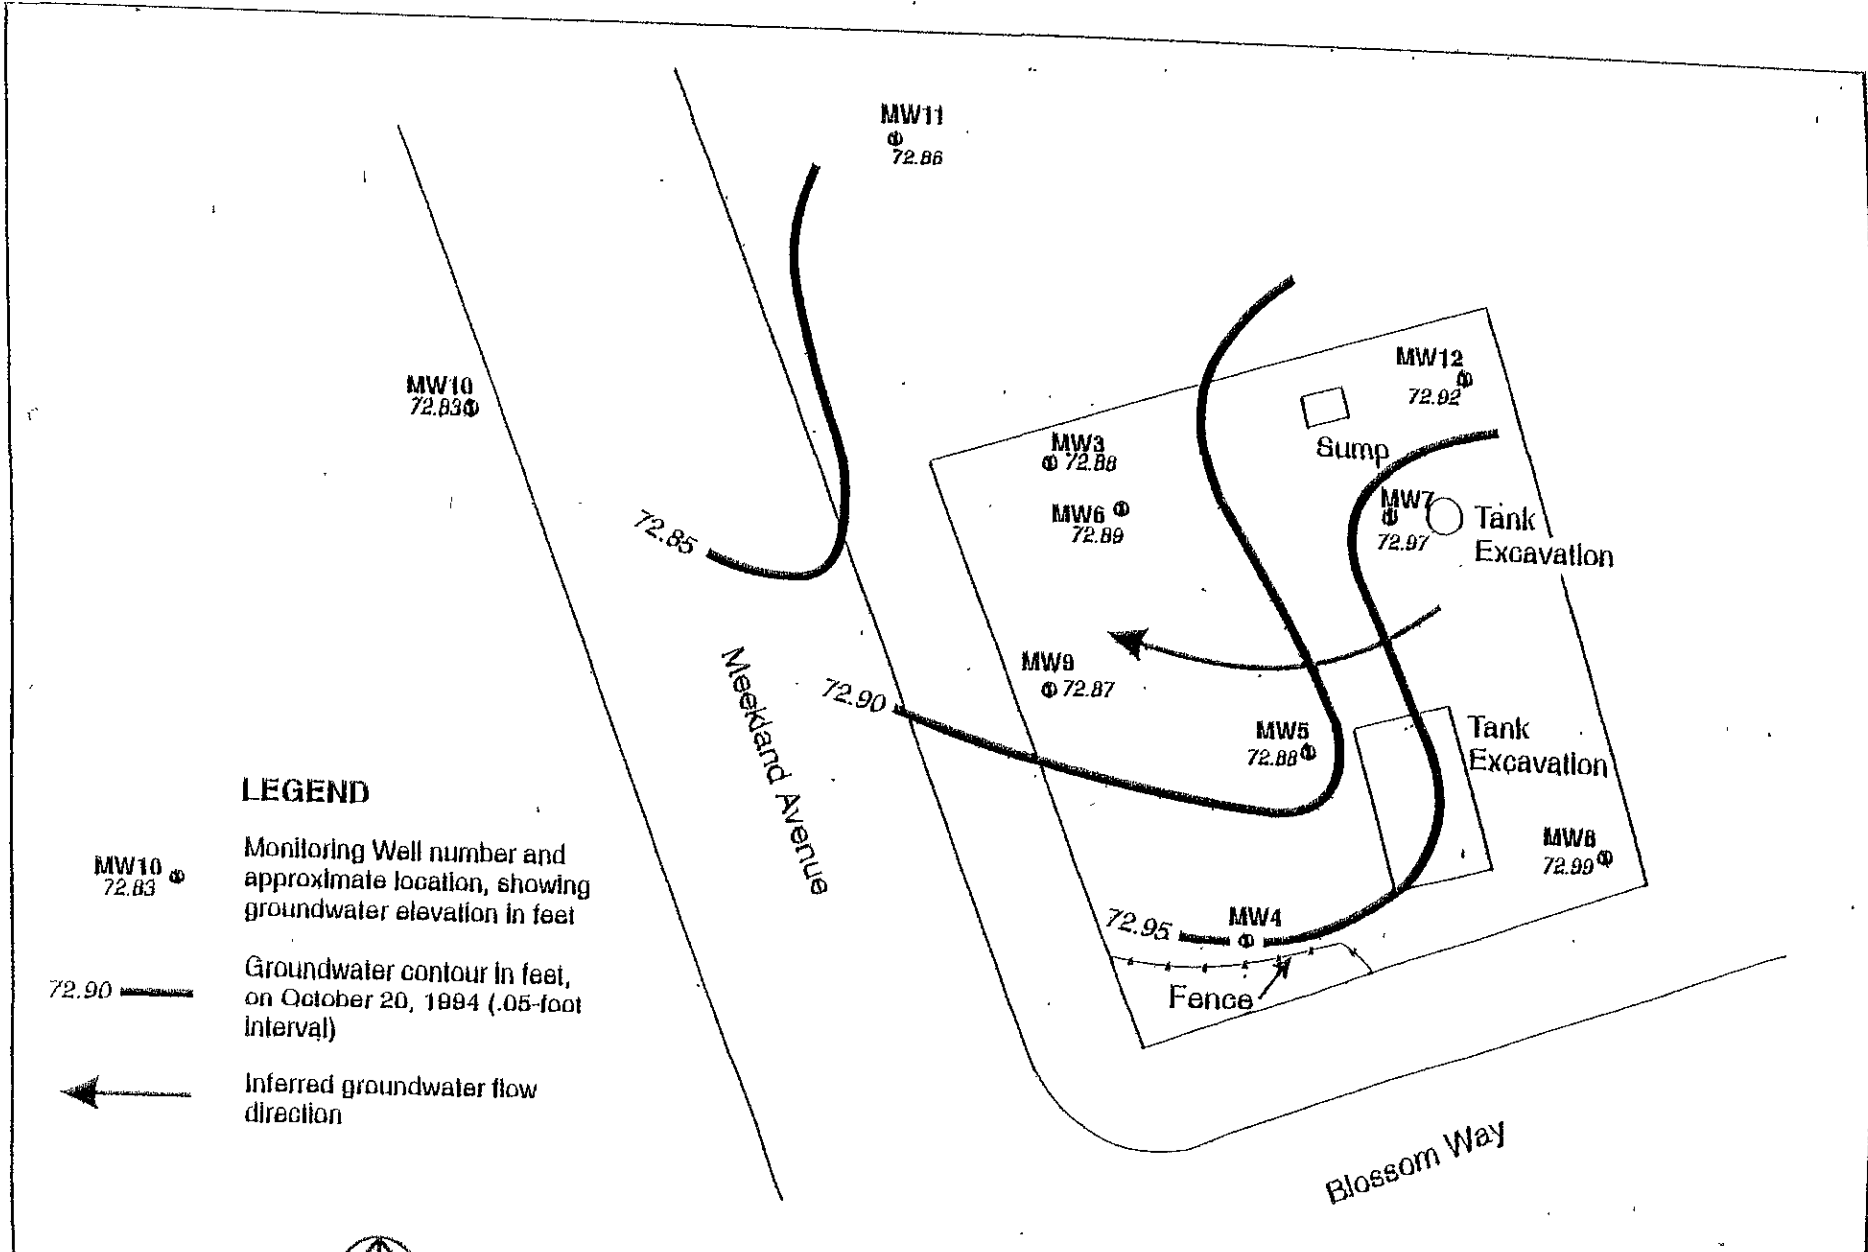 MW11
72.86
MW10
72.83
MW12
72.92
Sump
MW3
72.88
MW6
72.89
MW7
72.97
Tank
Excavation
72.85
MW9
72.87
72.90
Meekland Avenue
MW5
72.88
Tank
Excavation
MW8
72.99
72.95
MW4
Fence
Blossom Way
LEGEND
MW10
72.83
Monitoring Well number and
approximate location, showing
groundwater elevation in feet
72.90
Groundwater contour in feet,
on October 20, 1994 (.05-foot
interval)
Inferred groundwater flow
direction